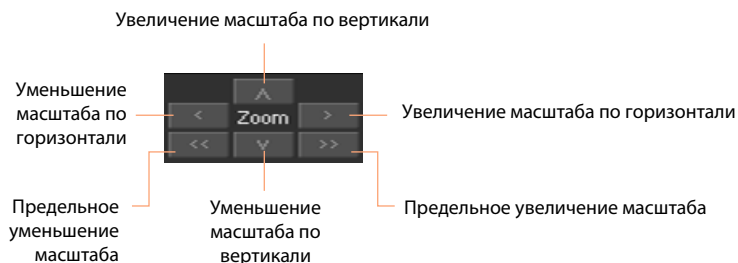 Увеличение масштаба по вертикали
Уменьшение
масштаба по
горизонтали
^
<
Zoom
>
Увеличение масштаба по горизонтали
<<
v
>>
Предельное
уменьшение
масштаба
Уменьшение
масштаба по
вертикали
Предельное увеличение масштаба